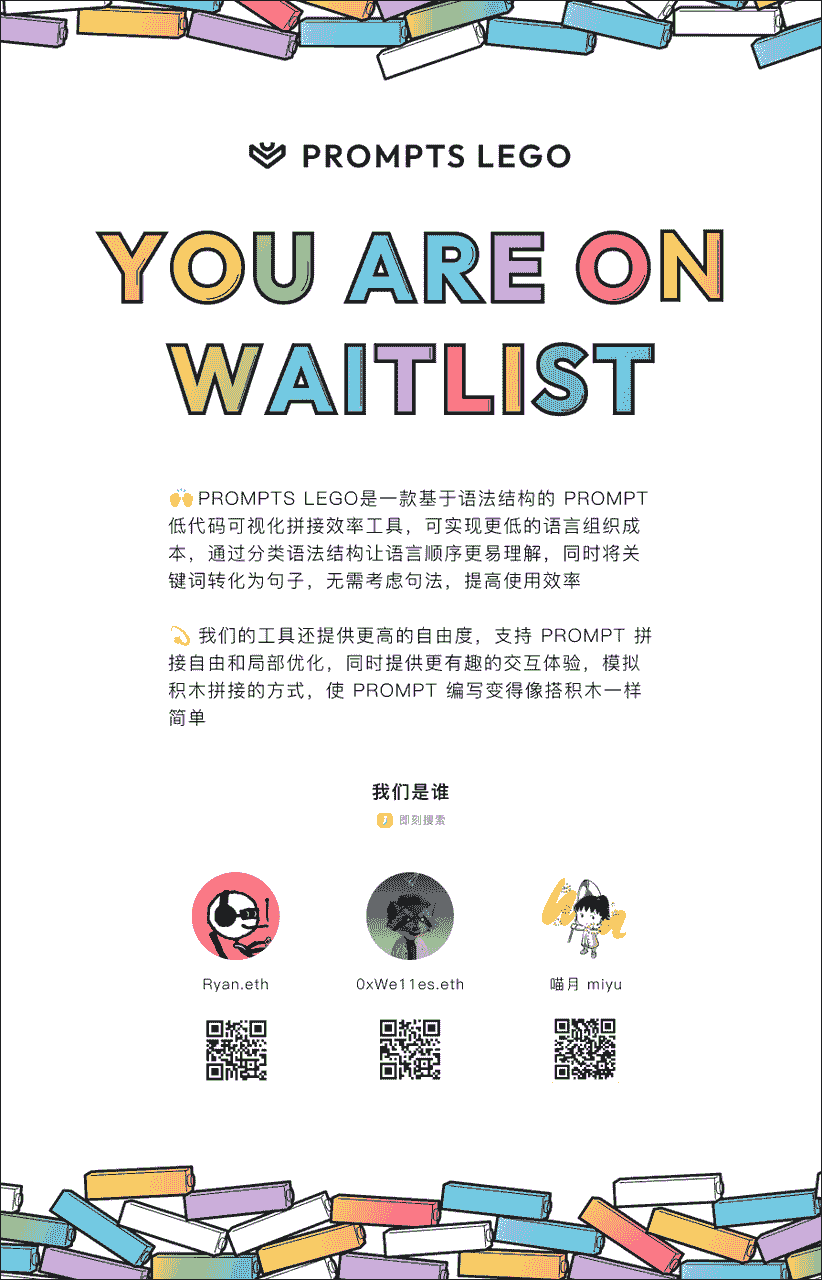 PROMPTS LEGO
YOU ARE ON
WAITLIST
🙌 PROMPTS LEGO是一款基于语法结构的 PROMPT
低代码可视化拼接效率工具，可实现更低的语言组织成
本，通过分类语法结构让语言顺序更易理解，同时将关
键词转化为句子，无需考虑句法，提高使用效率
💫 我们的工具还提供更高的自由度，支持 PROMPT 拼
接自由和局部优化，同时提供更有趣的交互体验，模拟
积木拼接的方式，使 PROMPT 编写变得像搭积木一样
简单
我们是谁
即刻搜索
Ryan.eth
0xWe11es.eth
喵月 miyu